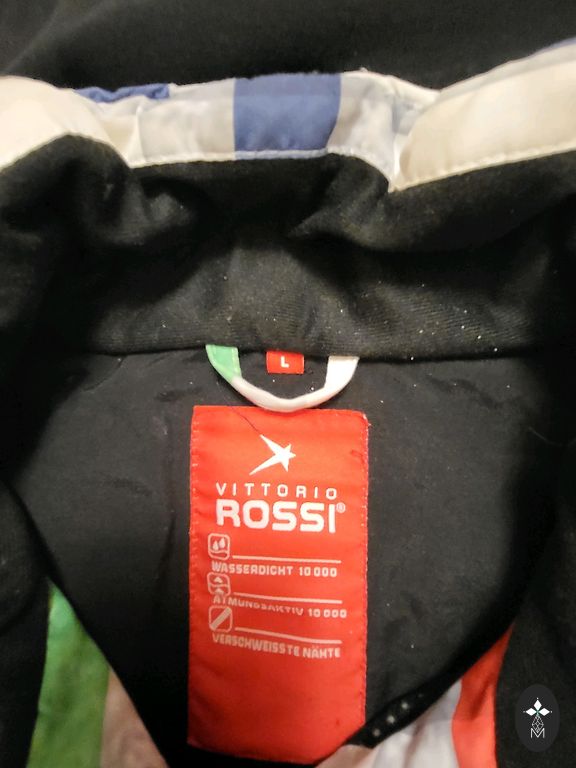 L
VITTORIO
ROSSI®
WASSERDICHT 10 000
ATMUNGSAKTIV 10 000
VERSCHWEISSTE NÄHTE
M